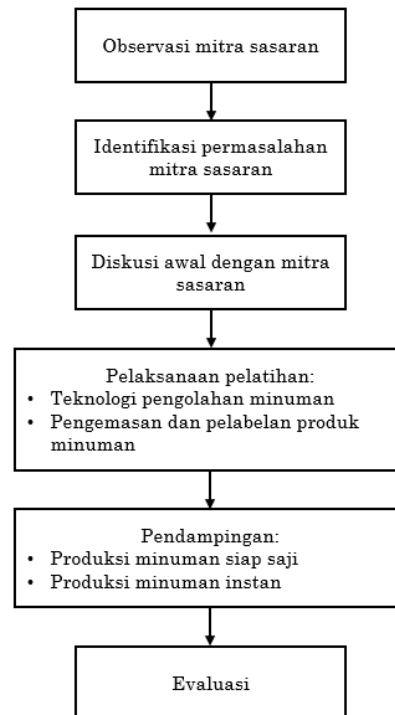 Observasi mitra sasaran
Identifikasi permasalahan
mitra sasaran
Diskusi awal dengan mitra
sasaran
Pelaksanaan pelatihan:
• Teknologi pengolahan minuman
• Pengemasan dan pelabelan produk
minuman
Pendampingan:
• Produksi minuman siap saji
• Produksi minuman instan
Evaluasi